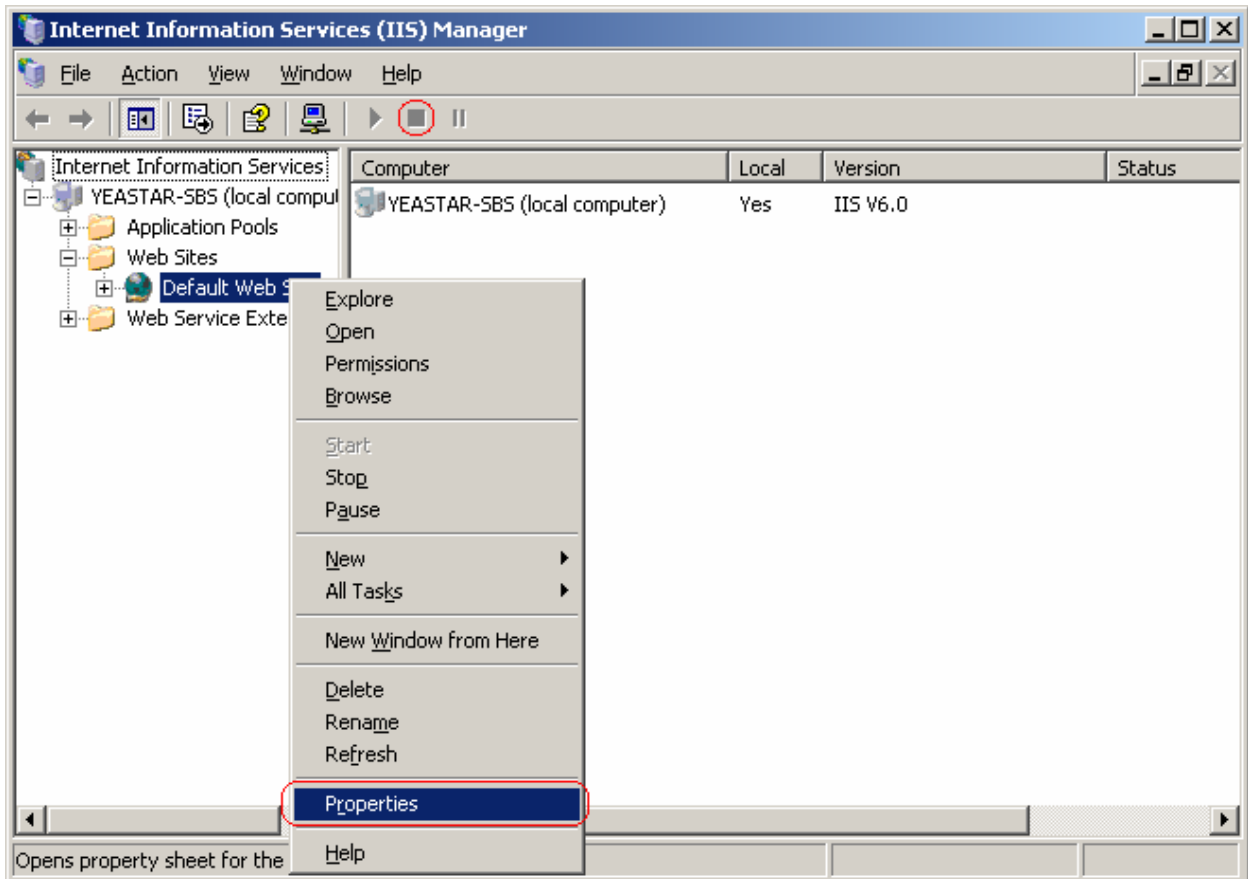 Internet Information Services (IIS) Manager
File Action View Window Help
Internet Information Services
Computer Local Version Status
YEASTAR-SBS (local comput
YEASTAR-SBS (local computer) Yes IIS V6.0
Application Pools
Web Sites
Default Web S
Web Service Exte
Explore
Open
Permissions
Browse
Start
Stop
Pause
New
All Tasks
New Window from Here
Delete
Rename
Refresh
Properties
Help
Opens property sheet for the